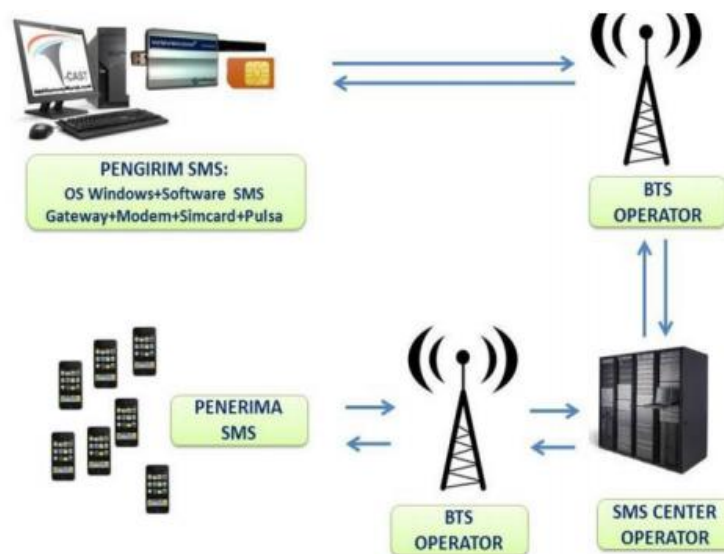 -CAST
PENGIRIM SMS:
OS Windows+Software SMS
Gateway+Modem+Simcard+Pulsa
BTS
OPERATOR
PENERIMA
SMS
BTS
OPERATOR
SMS CENTER
OPERATOR